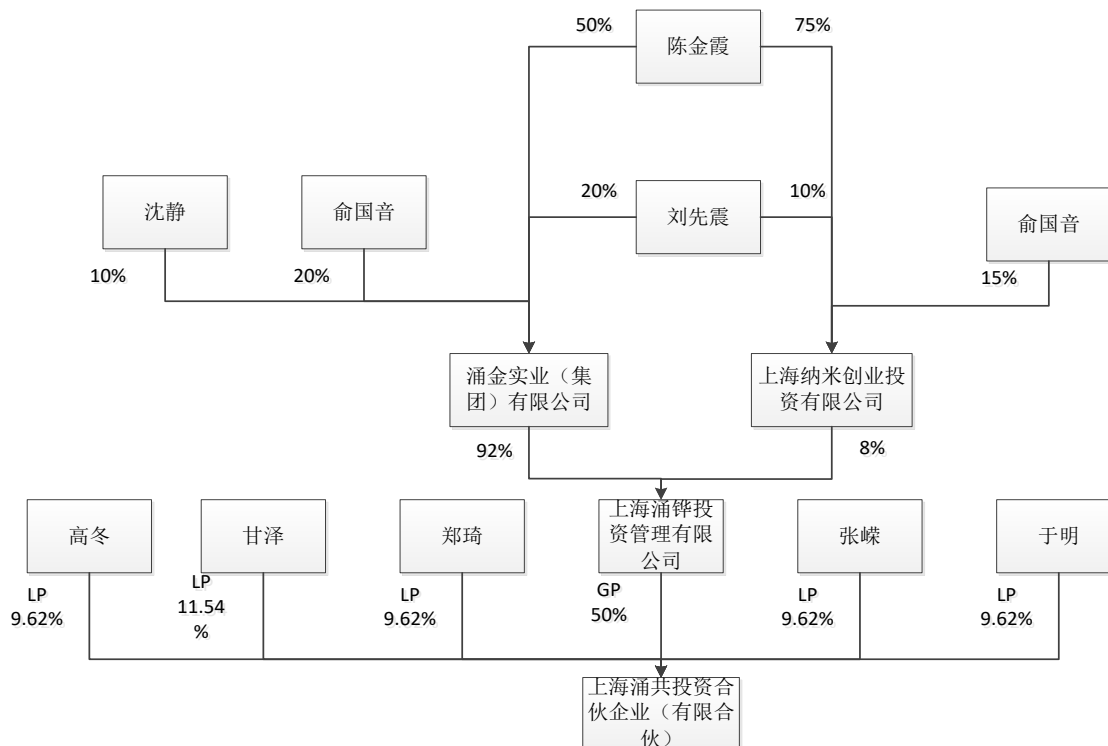 50%
陈金霞
75%
沈静
俞国音
20%
刘先震
10%
俞国音
10%
20%
15%
涌金实业（集
团）有限公司
上海纳米创业投
资有限公司
92%
8%
高冬
甘泽
郑琦
上海涌铧投
资管理有限
公司
张嵘
于明
LP
9.62%
LP
11.54
%
LP
9.62%
GP
50%
LP
9.62%
LP
9.62%
上海涌共投资合
伙企业（有限合
伙）